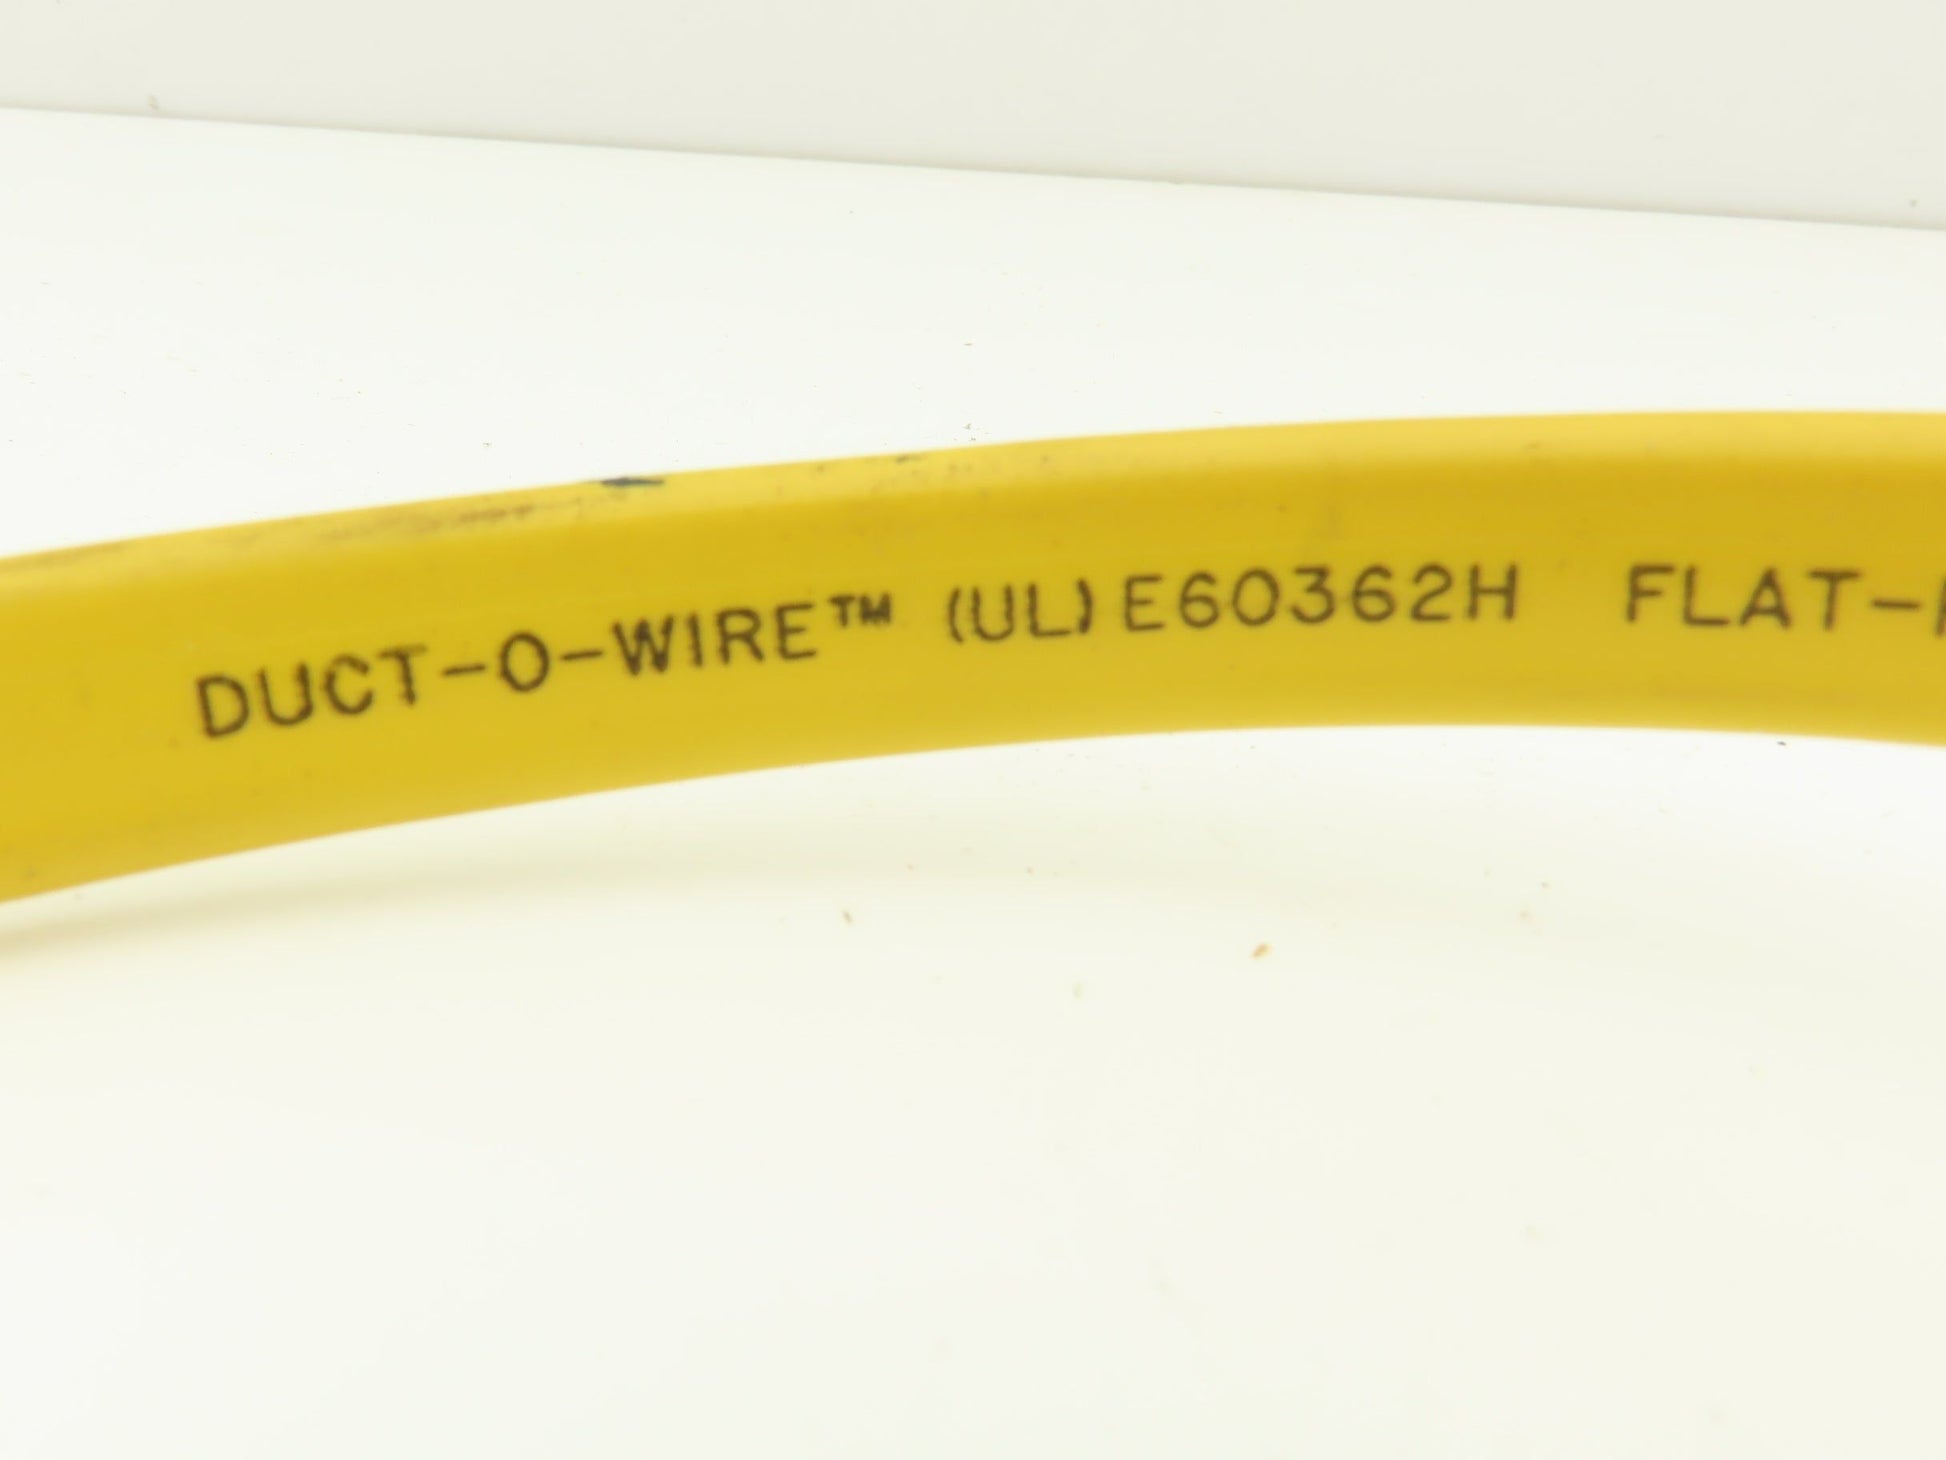 DUCT-O-WIRE™ (UL) E60362H FLAT-